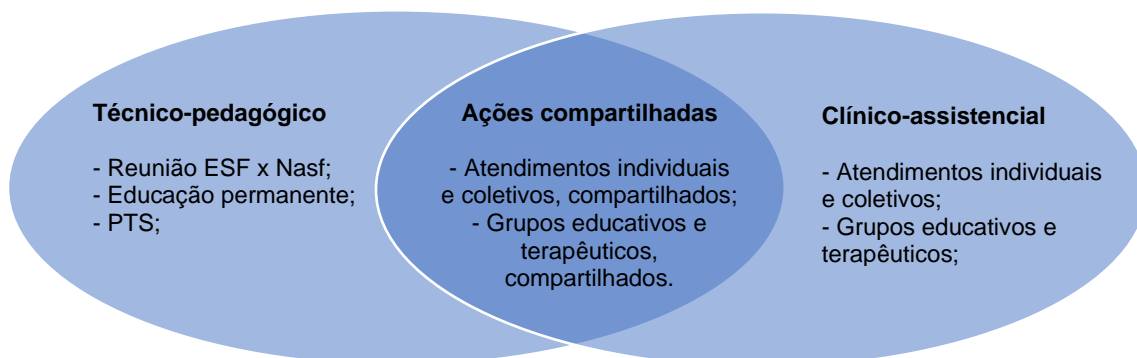 Técnico-pedagógico
- Reunião ESF x Nasf;
- Educação permanente;
- PTS;
Ações compartilhadas
- Atendimentos individuais
e coletivos, compartilhados;
- Grupos educativos e
terapêuticos,
compartilhados.
Clínico-assistencial
- Atendimentos individuais
e coletivos;
- Grupos educativos e
terapêuticos;